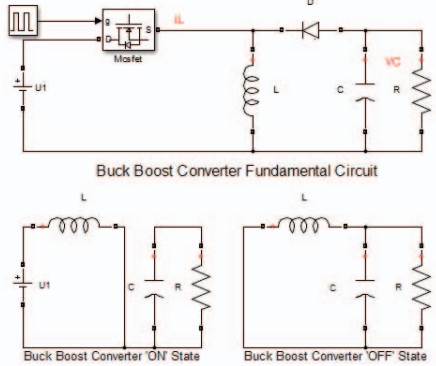 D
g
S
D
iL
Mosfet
VC
U1
L
C
R
Buck Boost Converter Fundamental Circuit
L
L
U1
C
R
C
R
Buck Boost Converter 'ON' State
Buck Boost Converter 'OFF' State